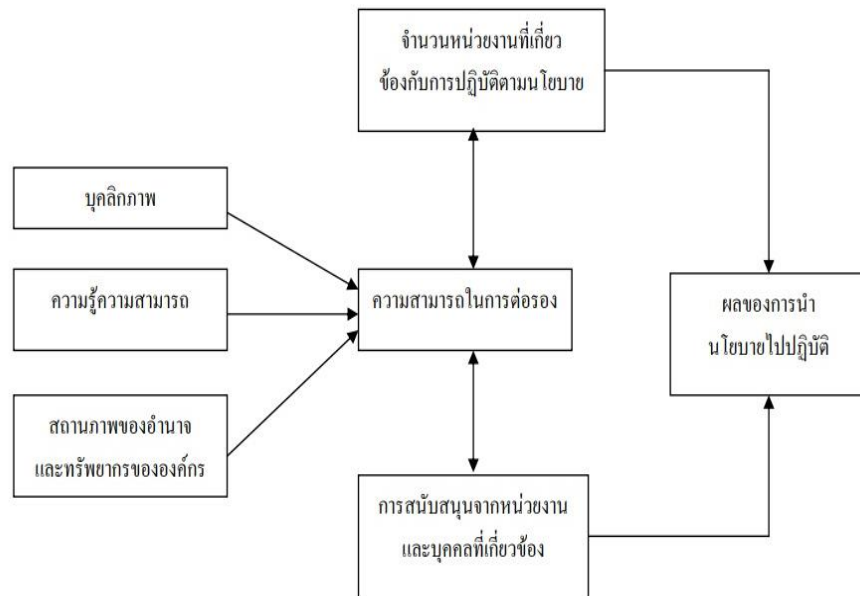 จำนวนหน่วยงานที่เกี่ยว
ข้องกับการปฏิบัติตามนโยบาย
บุคลิกภาพ
ความรู้ความสามารถ
ความสามารถในการต่อรอง
ผลของการนำ
นโยบายไปปฏิบัติ
สถานภาพของอำนาจ
และทรัพยากรขององค์กร
การสนับสนุนจากหน่วยงาน
และบุคคลที่เกี่ยวข้อง